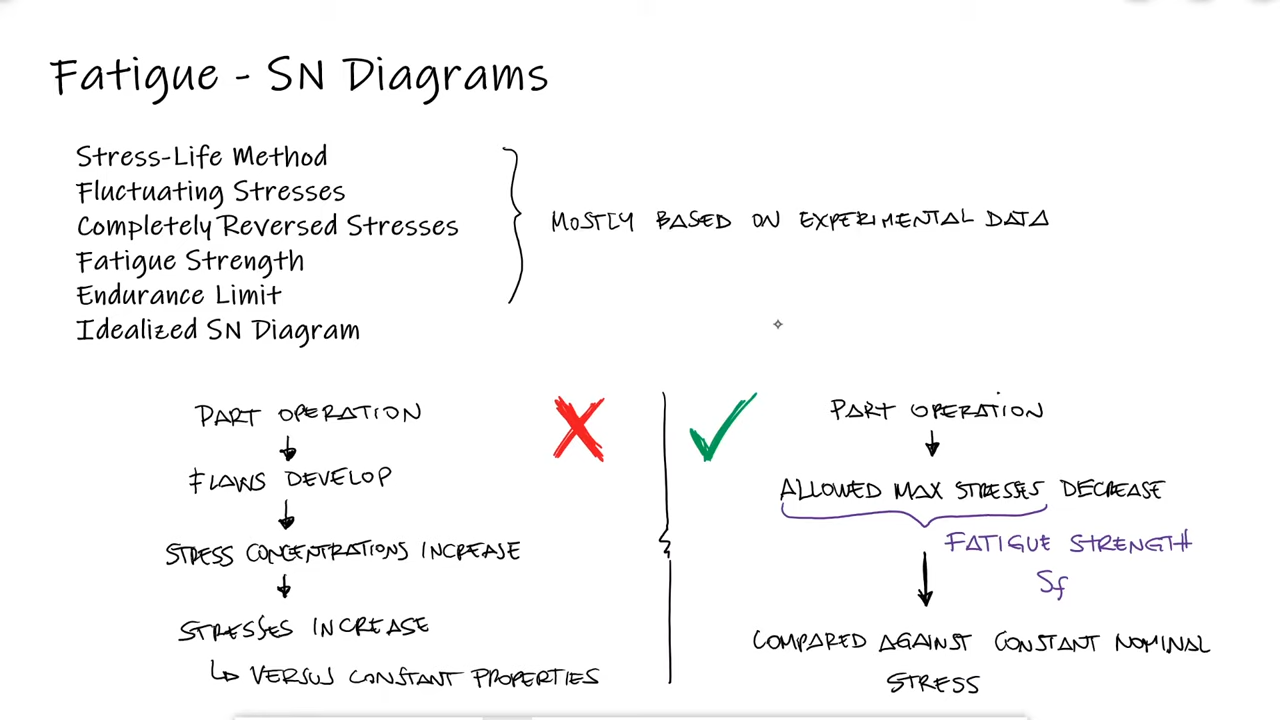 Fatigue - SN Diagrams
Stress-Life Method
Fluctuating Stresses
Completely Reversed Stresses
Fatigue Strength
Endurance Limit
Idealized SN Diagram
MOSTLY BASED ON EXPERIMENTAL DATA
PART OPERATION
FLAWS DEVELOP
STRESS CONCENTRATIONS INCREASE
STRESSES INCREASE
VERSUS CONSTANT PROPERTIES
PART OPERATION
ALLOWED MAX STRESSES DECREASE
FATIGUE STRENGTH
Sf
COMPARED AGAINST CONSTANT NOMINAL
STRESS